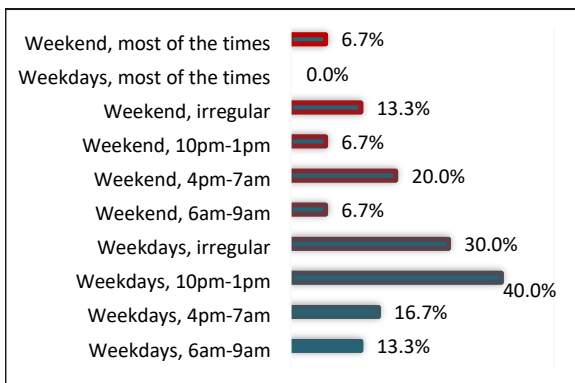 Weekend, most of the times 6.7%
Weekdays, most of the times 0.0%
Weekend, irregular 13.3%
Weekend, 10pm-1pm 6.7%
Weekend, 4pm-7am 20.0%
Weekend, 6am-9am 6.7%
Weekdays, irregular 30.0%
Weekdays, 10pm-1pm 40.0%
Weekdays, 4pm-7am 16.7%
Weekdays, 6am-9am 13.3%